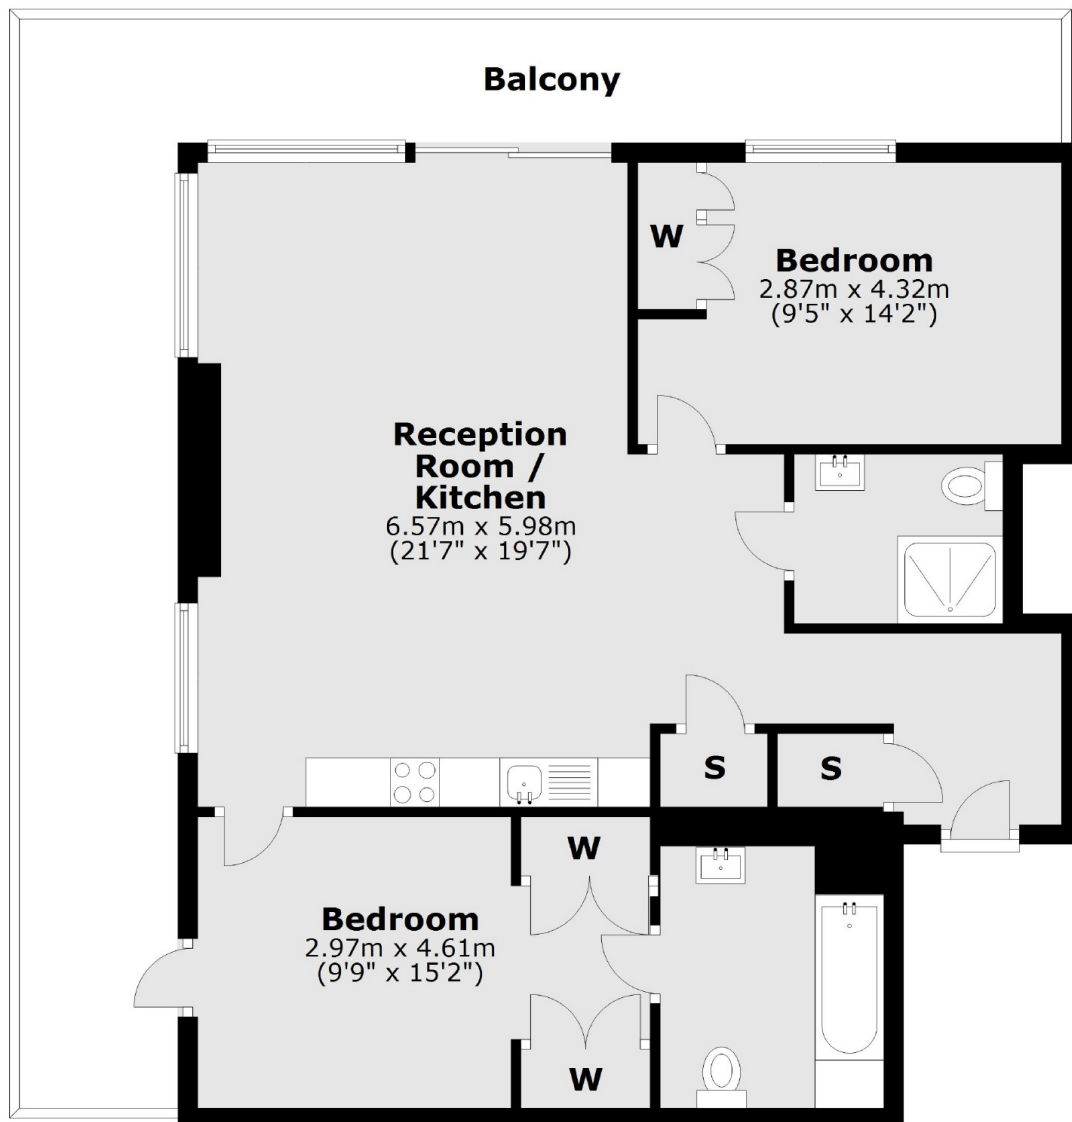 Balcony
W
Bedroom
2.87m x 4.32m
(9'5" x 14'2")
Reception
Room /
Kitchen
6.57m x 5.98m
(21'7" x 19'7")
S
S
W
Bedroom
2.97m x 4.61m
(9'9" x 15'2")
W